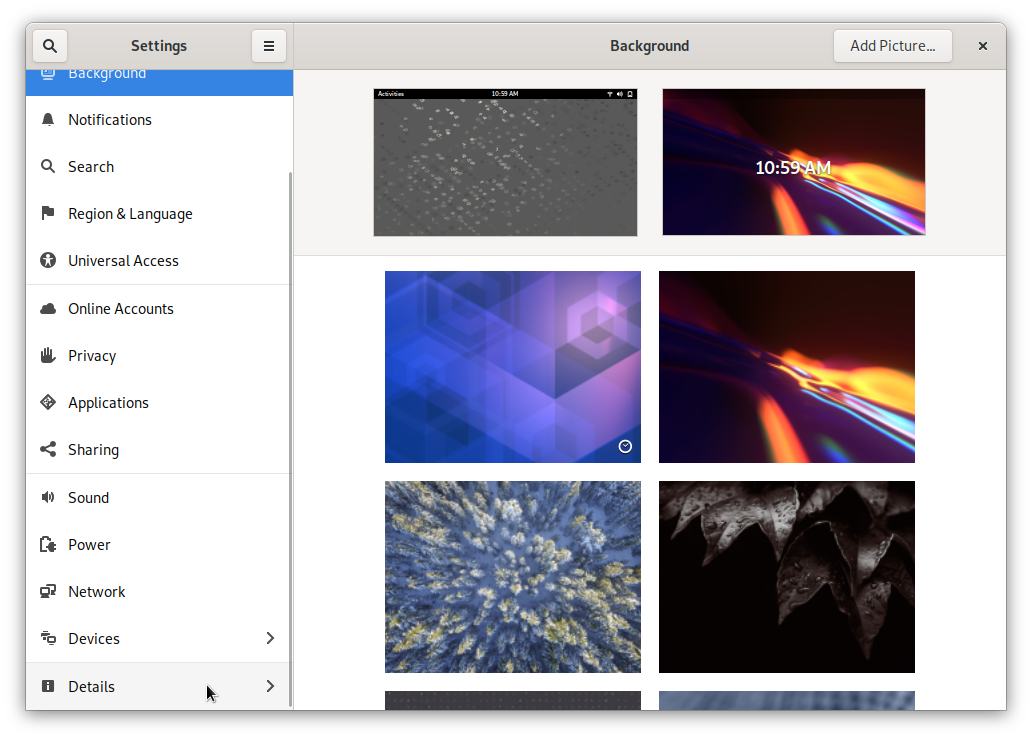 Settings
Background
Add Picture...
Background
Notifications
Search
Region & Language
Universal Access
Online Accounts
Privacy
Applications
Sharing
Sound
Power
Network
Devices
Details
Activities
10:59 AM
10:59 AM